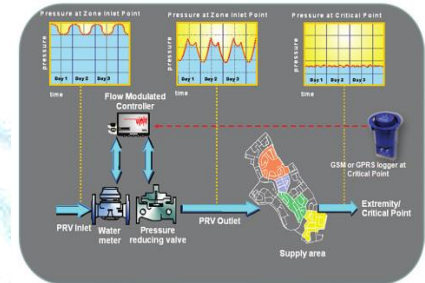 Pressure at Zone Inlet Point
Pressure at Zone Inlet Point
Pressure at Critical Point
pressure
pressure
pressure
Day 1 Day 2 Day 3
Day 1 Day 2 Day 3
Day 1 Day 2 Day 3
time
time
time
Flow Modulated
Controller
GSM or GPRS logger at
Critical Point
PRV Inlet
Water
meter
Pressure
reducing valve
PRV Outlet
Supply area
Extremity/
Critical Point